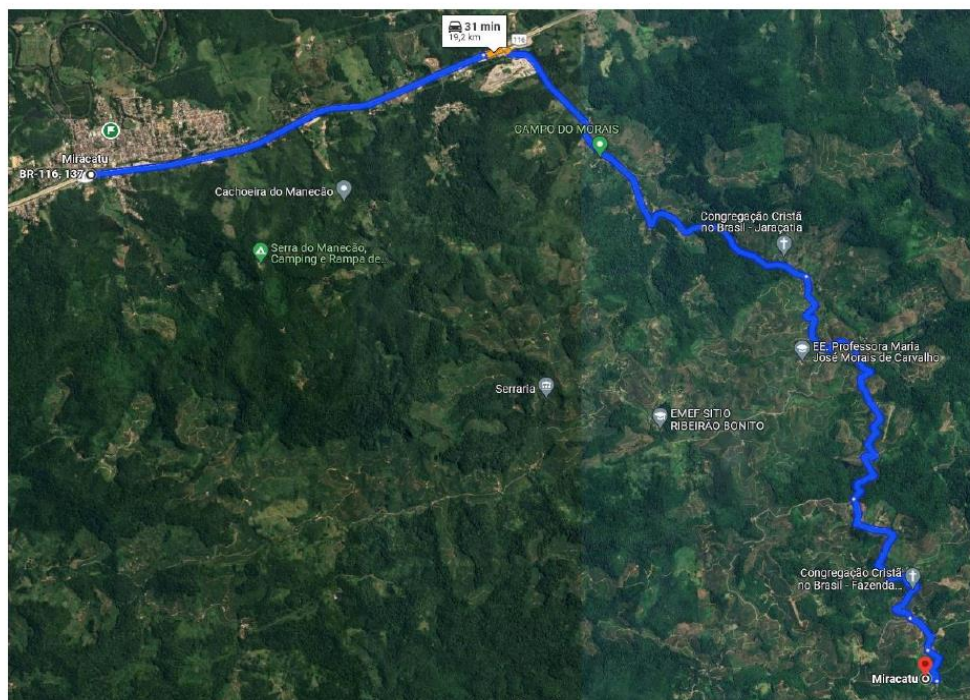 31 min
19,2 km
116
CAMPO DO MORAIS
Miracatu
BR-116, 137
Cachoeira do Manecão
Congregação Cristã
no Brasil - Jaraçatia
Serra do Manecão,
Camping e Rampa de...
EE. Professora Maria
José Morais de Carvalho
Serraria
EMEF SITIO
RIBEIRÃO BONITO
Congregação Cristã
no Brasil - Fazenda...
Miracatu